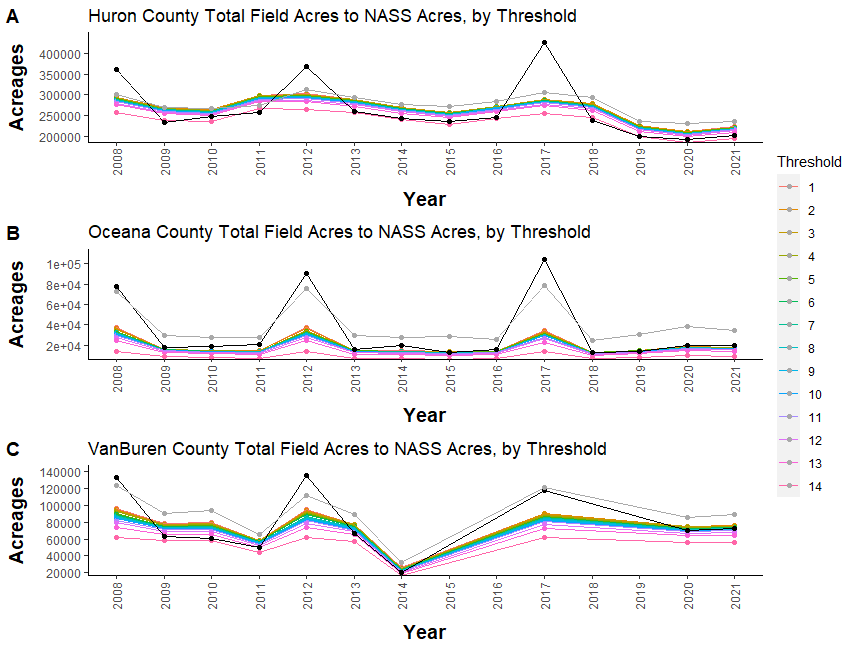 A Huron County Total Field Acres to NASS Acres, by Threshold
Acreages
400000
350000
300000
250000
200000
2008 2009 2010 2011 2012 2013 2014 2015 2016 2017 2018 2019 2020 2021
Year
B Oceana County Total Field Acres to NASS Acres, by Threshold
Acreages
1e+05
8e+04
6e+04
4e+04
2e+04
2008 2009 2010 2011 2012 2013 2014 2015 2016 2017 2018 2019 2020 2021
Year
C VanBuren County Total Field Acres to NASS Acres, by Threshold
Acreages
140000
120000
100000
80000
60000
40000
20000
2008 2009 2010 2011 2012 2013 2014 2015 2016 2017 2018 2019 2020 2021
Year
Threshold
1
2
3
4
5
6
7
8
9
10
11
12
13
14